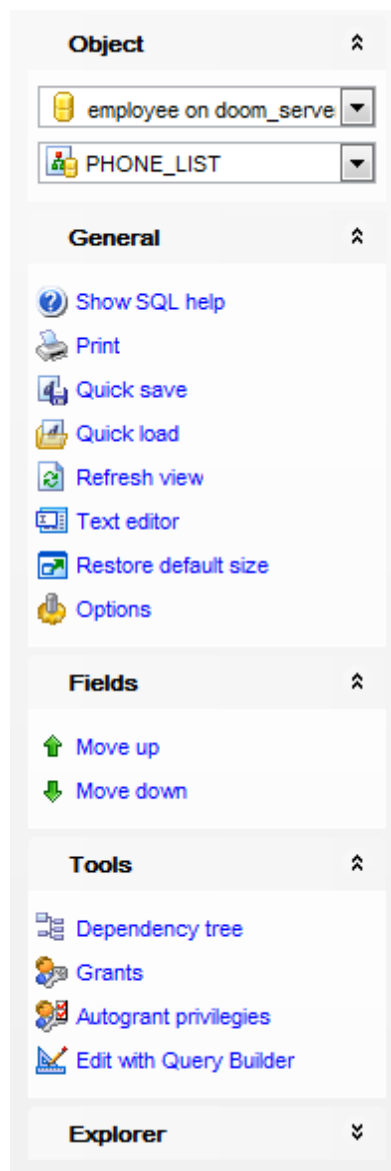 Object
employee on doom_serve
PHONE_LIST
General
Show SQL help
Print
Quick save
Quick load
Refresh view
Text editor
Restore default size
Options
Fields
Move up
Move down
Tools
Dependency tree
Grants
Autogrant privilegies
Edit with Query Builder
Explorer